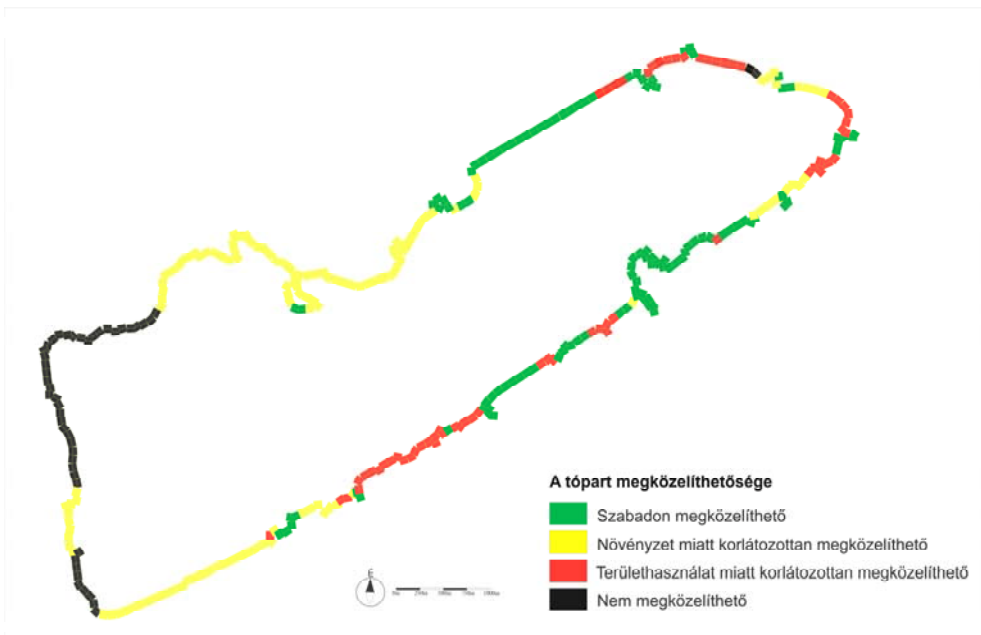 A tópart megközelíthetősége
Szabadon megközelíthető
Növényzet miatt korlátozottan megközelíthető
Területhasználat miatt korlátozottan megközelíthető
Nem megközelíthető
É